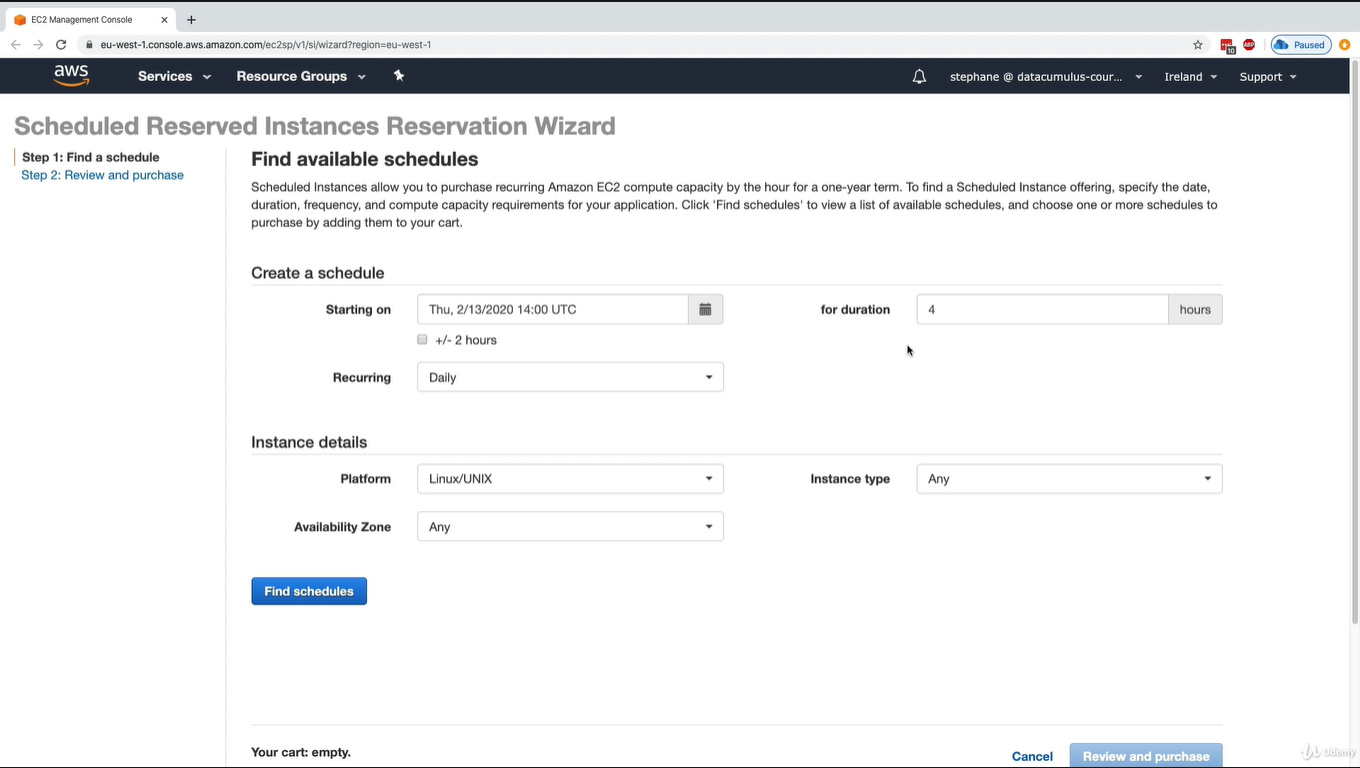 EC2 Management Console
eu-west-1.console.aws.amazon.com/ec2sp/v1/si/wizard?region=eu-west-1
10
ABP
Paused
aws
Services
Resource Groups
stephane @ datacumulus-cour...
Ireland
Support
Scheduled Reserved Instances Reservation Wizard
Step 1: Find a schedule
Step 2: Review and purchase
Find available schedules
Scheduled Instances allow you to purchase recurring Amazon EC2 compute capacity by the hour for a one-year term. To find a Scheduled Instance offering, specify the date,
duration, frequency, and compute capacity requirements for your application. Click 'Find schedules' to view a list of available schedules, and choose one or more schedules to
purchase by adding them to your cart.
Create a schedule
Starting on Thu, 2/13/2020 14:00 UTC for duration 4 hours
+/- 2 hours
Recurring Daily
Instance details
Platform Linux/UNIX Instance type Any
Availability Zone Any
Find schedules
Your cart: empty.
Cancel Review and purchase
Udemy